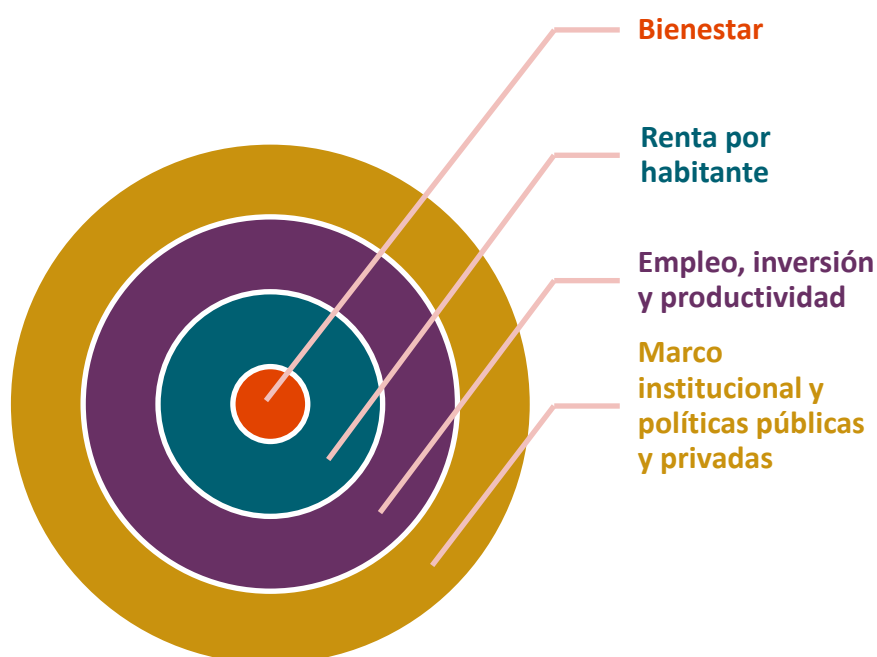 Bienestar
Renta por
habitante
Empleo, inversión
y productividad
Marco
institucional y
políticas públicas
y privadas